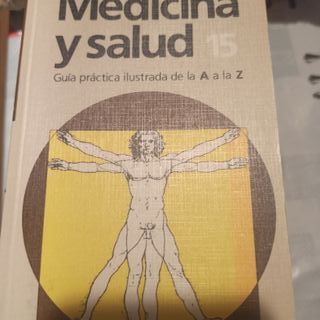 Medicina
y salud 15
Guía práctica ilustrada de la A a la Z